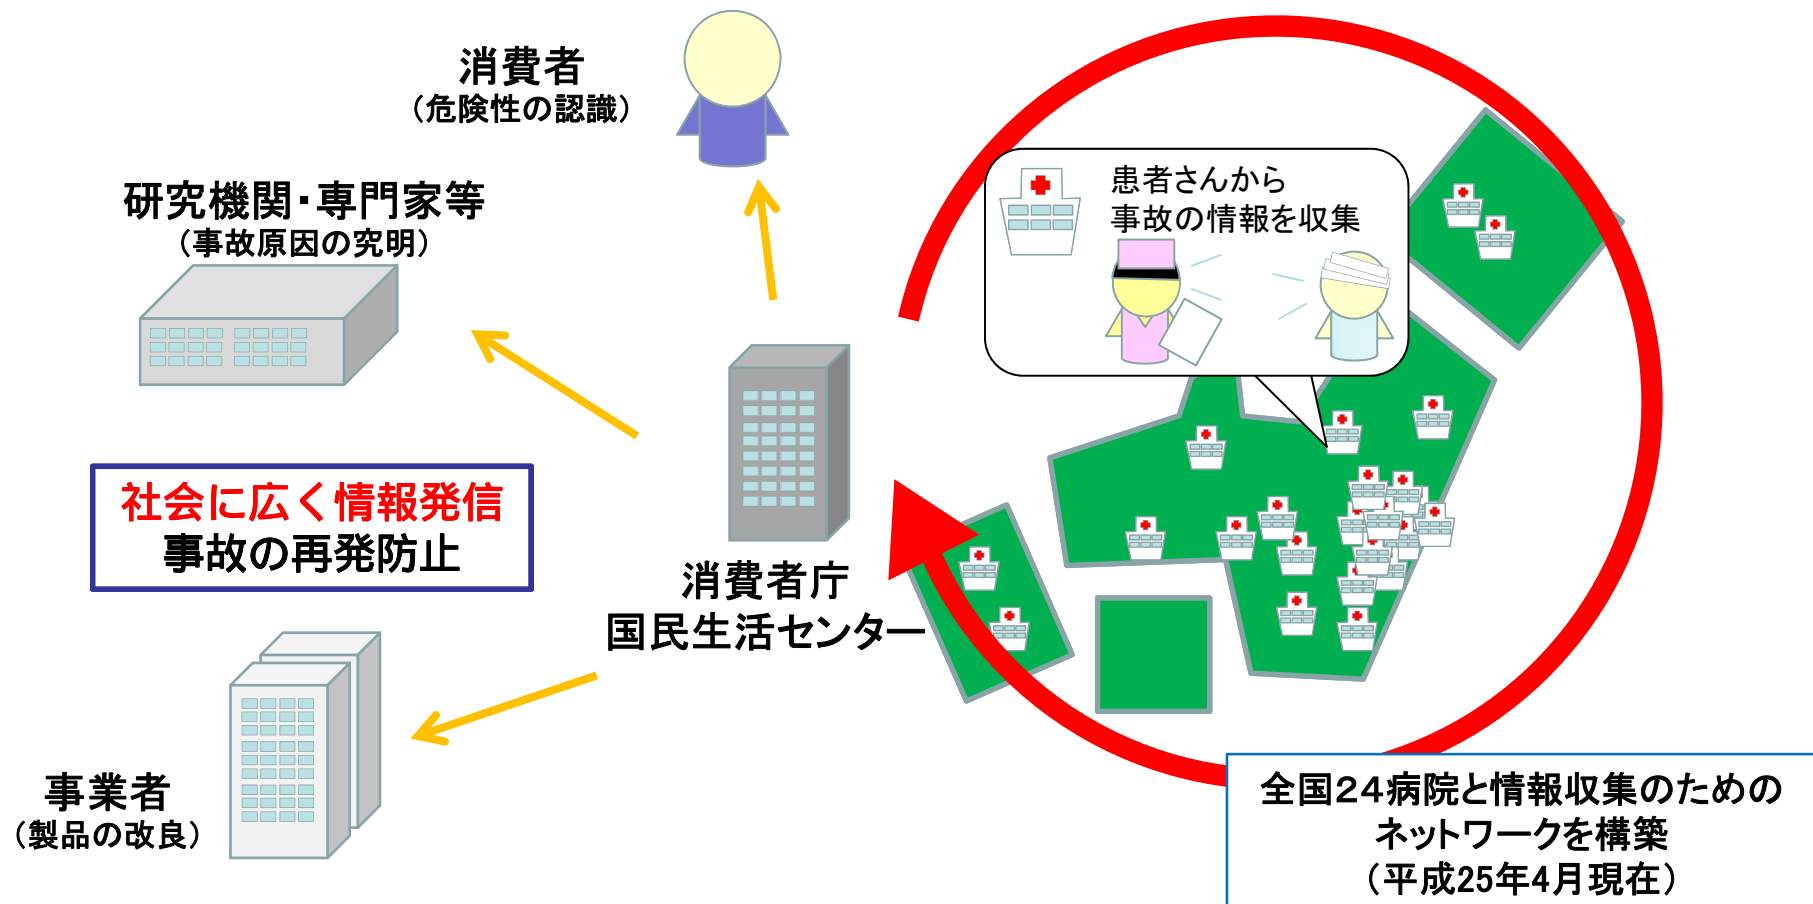 消費者
（危険性の認識）
研究機関・専門家等
（事故原因の究明）
患者さんから
事故の情報を収集
社会に広く情報発信
事故の再発防止
消費者庁
国民生活センター
事業者
（製品の改良）
全国２４病院と情報収集のための
ネットワークを構築
（平成25年4月現在）